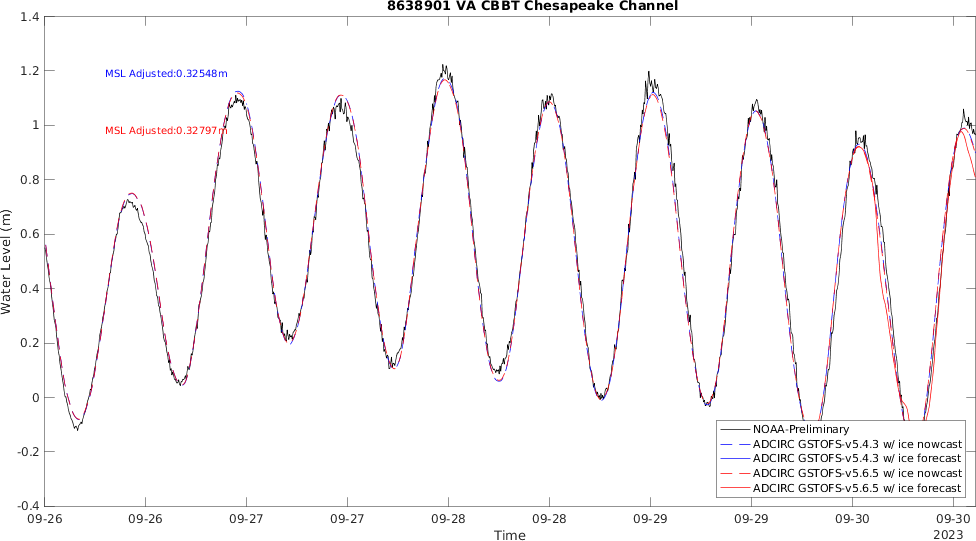 8638901 VA CBBT Chesapeake Channel
1.4
1.2
1
0.8
0.6
0.4
0.2
0
-0.2
-0.4
Water Level (m)
MSL Adjusted:0.32548m
MSL Adjusted:0.32797m
NOAA-Preliminary
ADCIRC GSTOFS-v5.4.3 w/ ice nowcast
ADCIRC GSTOFS-v5.4.3 w/ ice forecast
ADCIRC GSTOFS-v5.6.5 w/ ice nowcast
ADCIRC GSTOFS-v5.6.5 w/ ice forecast
09-26 09-26 09-27 09-27 09-28 09-28 09-29 09-29 09-30 09-30
2023
Time